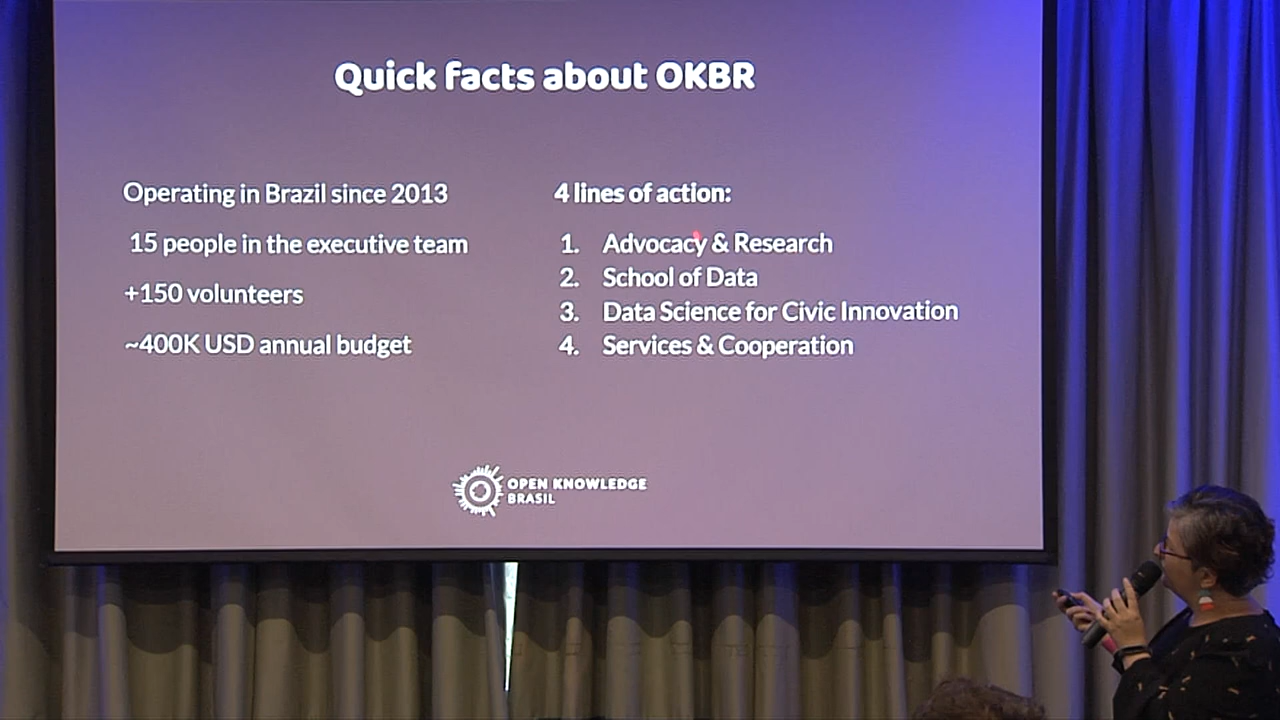 Quick facts about OKBR
Operating in Brazil since 2013
15 people in the executive team
+150 volunteers
~400K USD annual budget
4 lines of action:
1. Advocacy & Research
2. School of Data
3. Data Science for Civic Innovation
4. Services & Cooperation
OPEN KNOWLEDGE
BRASIL